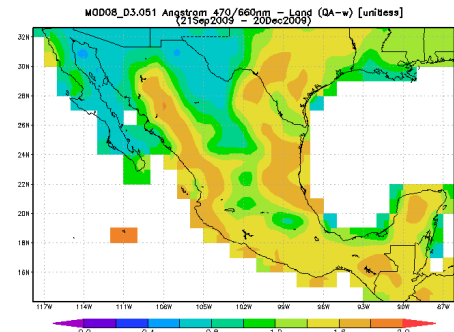 MOD08_D3.051 Angstrom 470/660nm – Land (QA-w) [unitless]
(21Sep2009 – 20Dec2009)
32N
30N
28N
26N
24N
22N
20N
18N
16N
117W 114W 111W 108W 105W 102W 99W 96W 93W 90W 87W